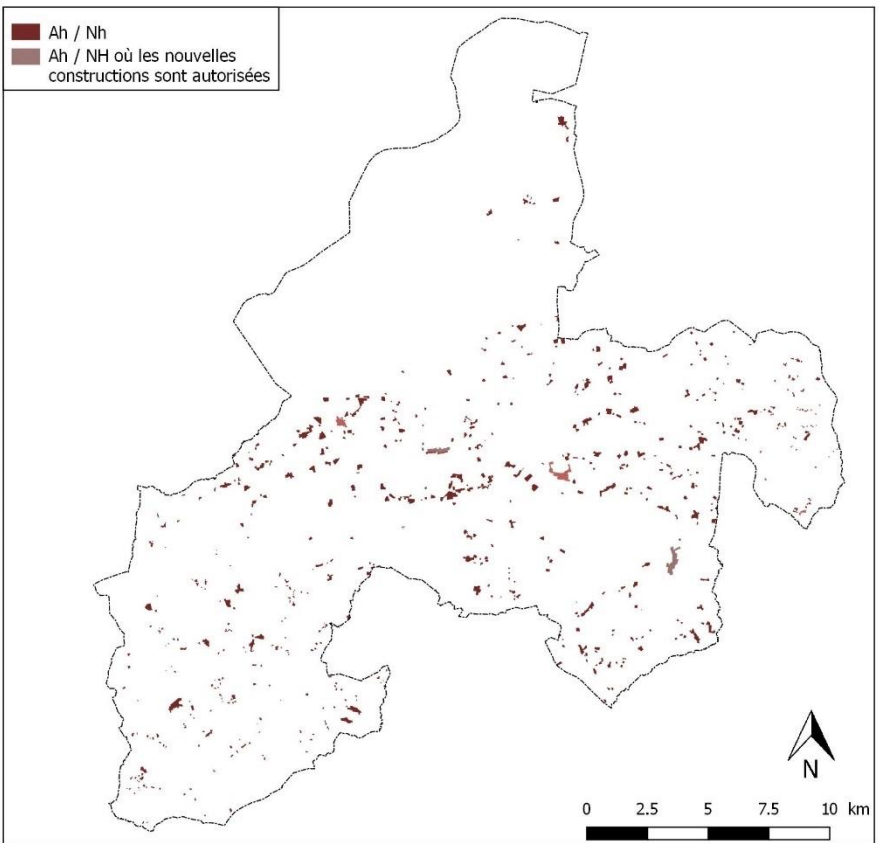 Ah / Nh
Ah / NH où les nouvelles
constructions sont autorisées
N
0 2.5 5 7.5 10 km